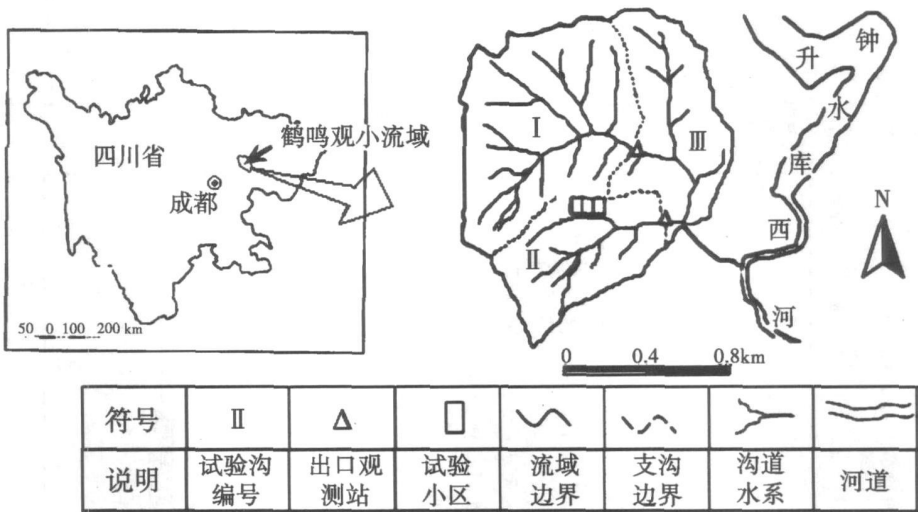 四川省
鹤鸣观小流域
成都
50 0 100 200 km
Ⅰ
Ⅱ
Ⅲ
升
钟
水
库
西
河
N
0 0.4 0.8km
符号 Ⅱ Δ
说明 试验沟编号 出口观测站 试验小区 流域边界 支沟边界 沟道水系 河道